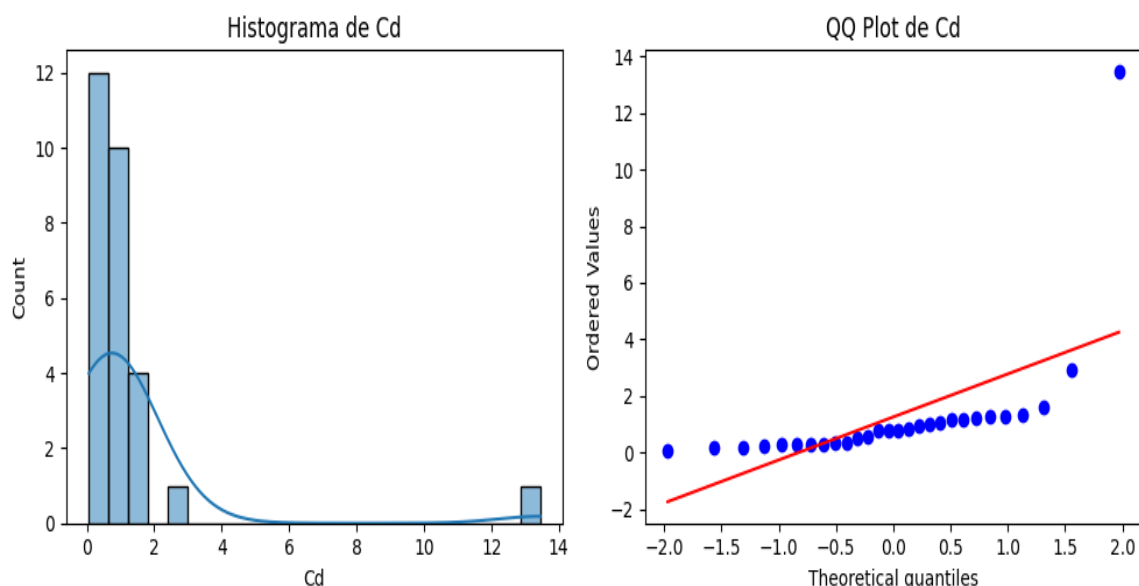 Histograma de Cd
Count
12
10
8
6
4
2
0
0 2 4 6 8 10 12 14
Cd
QQ Plot de Cd
Ordered Values
14
12
10
8
6
4
2
0
−2
−2.0 −1.5 −1.0 −0.5 0.0 0.5 1.0 1.5 2.0
Theoretical quantiles